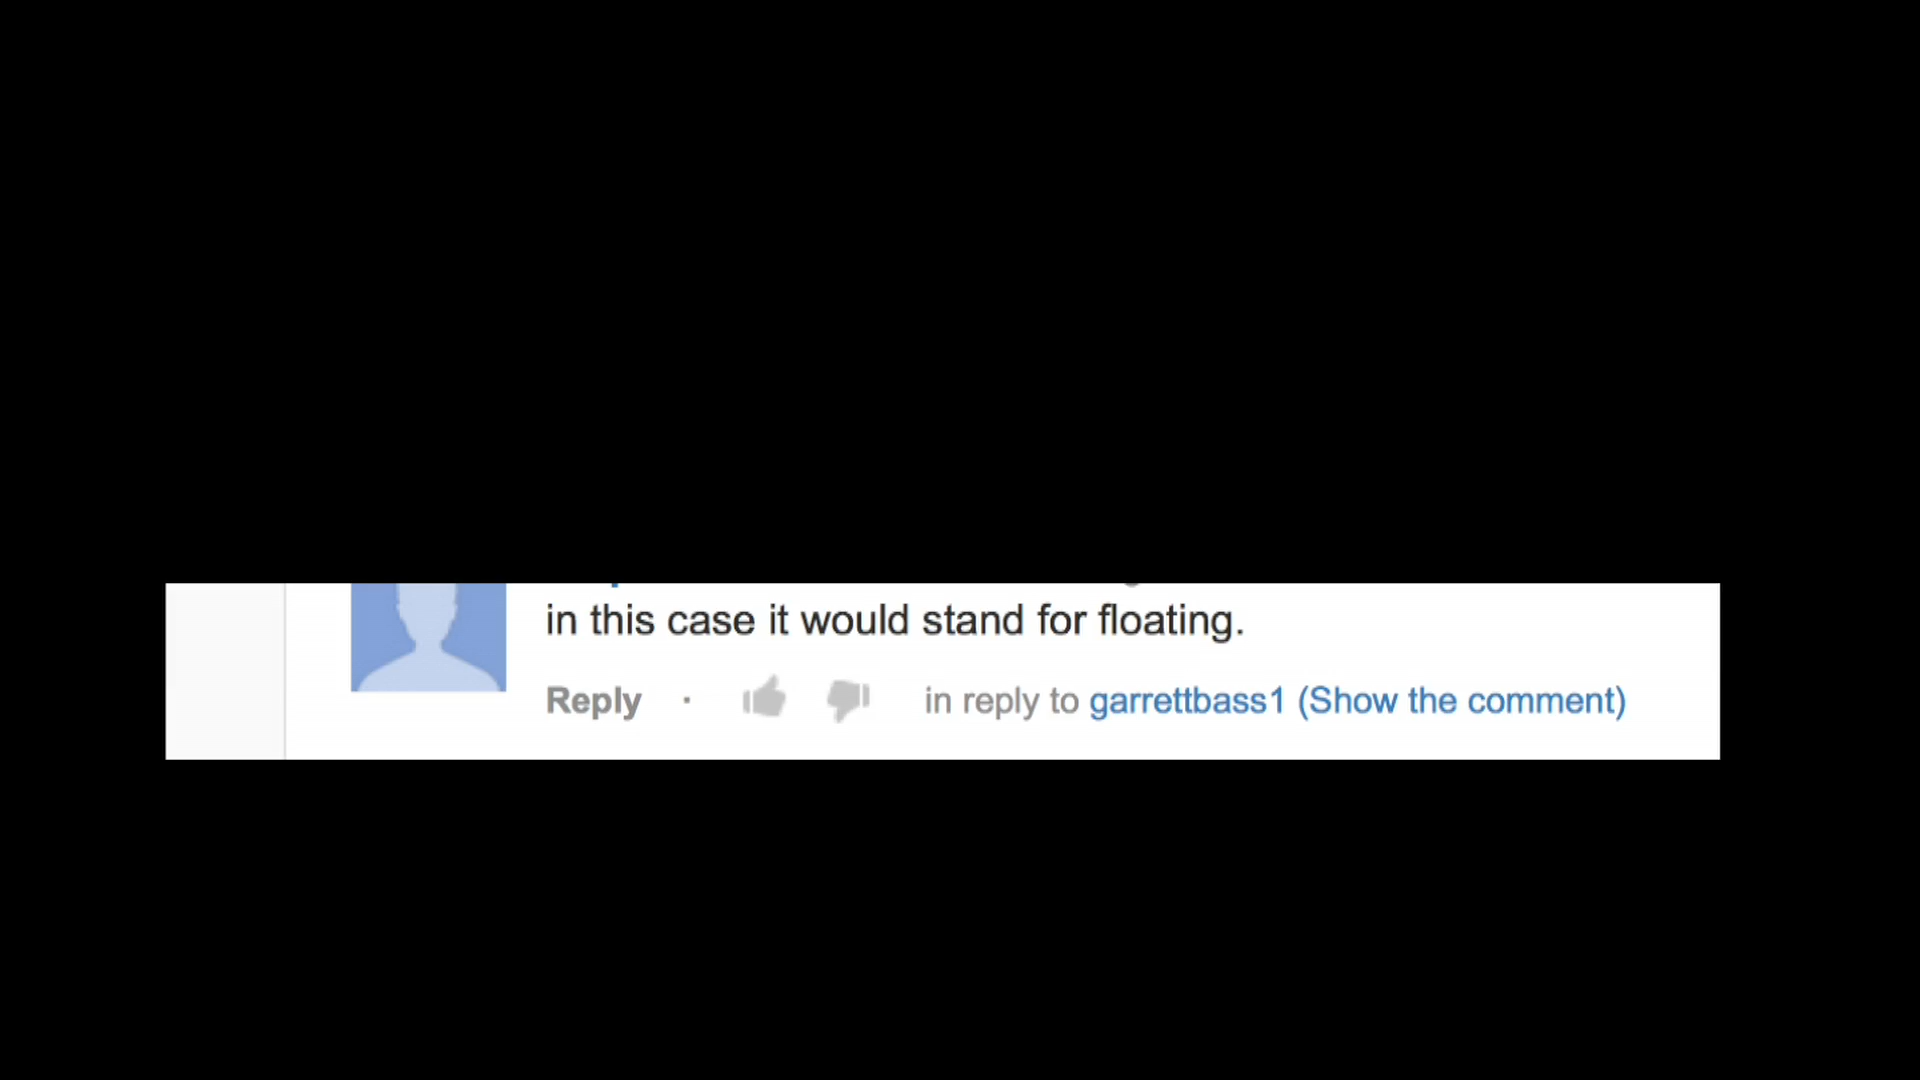 in this case it would stand for floating.
Reply · in reply to garrettbass1 (Show the comment)